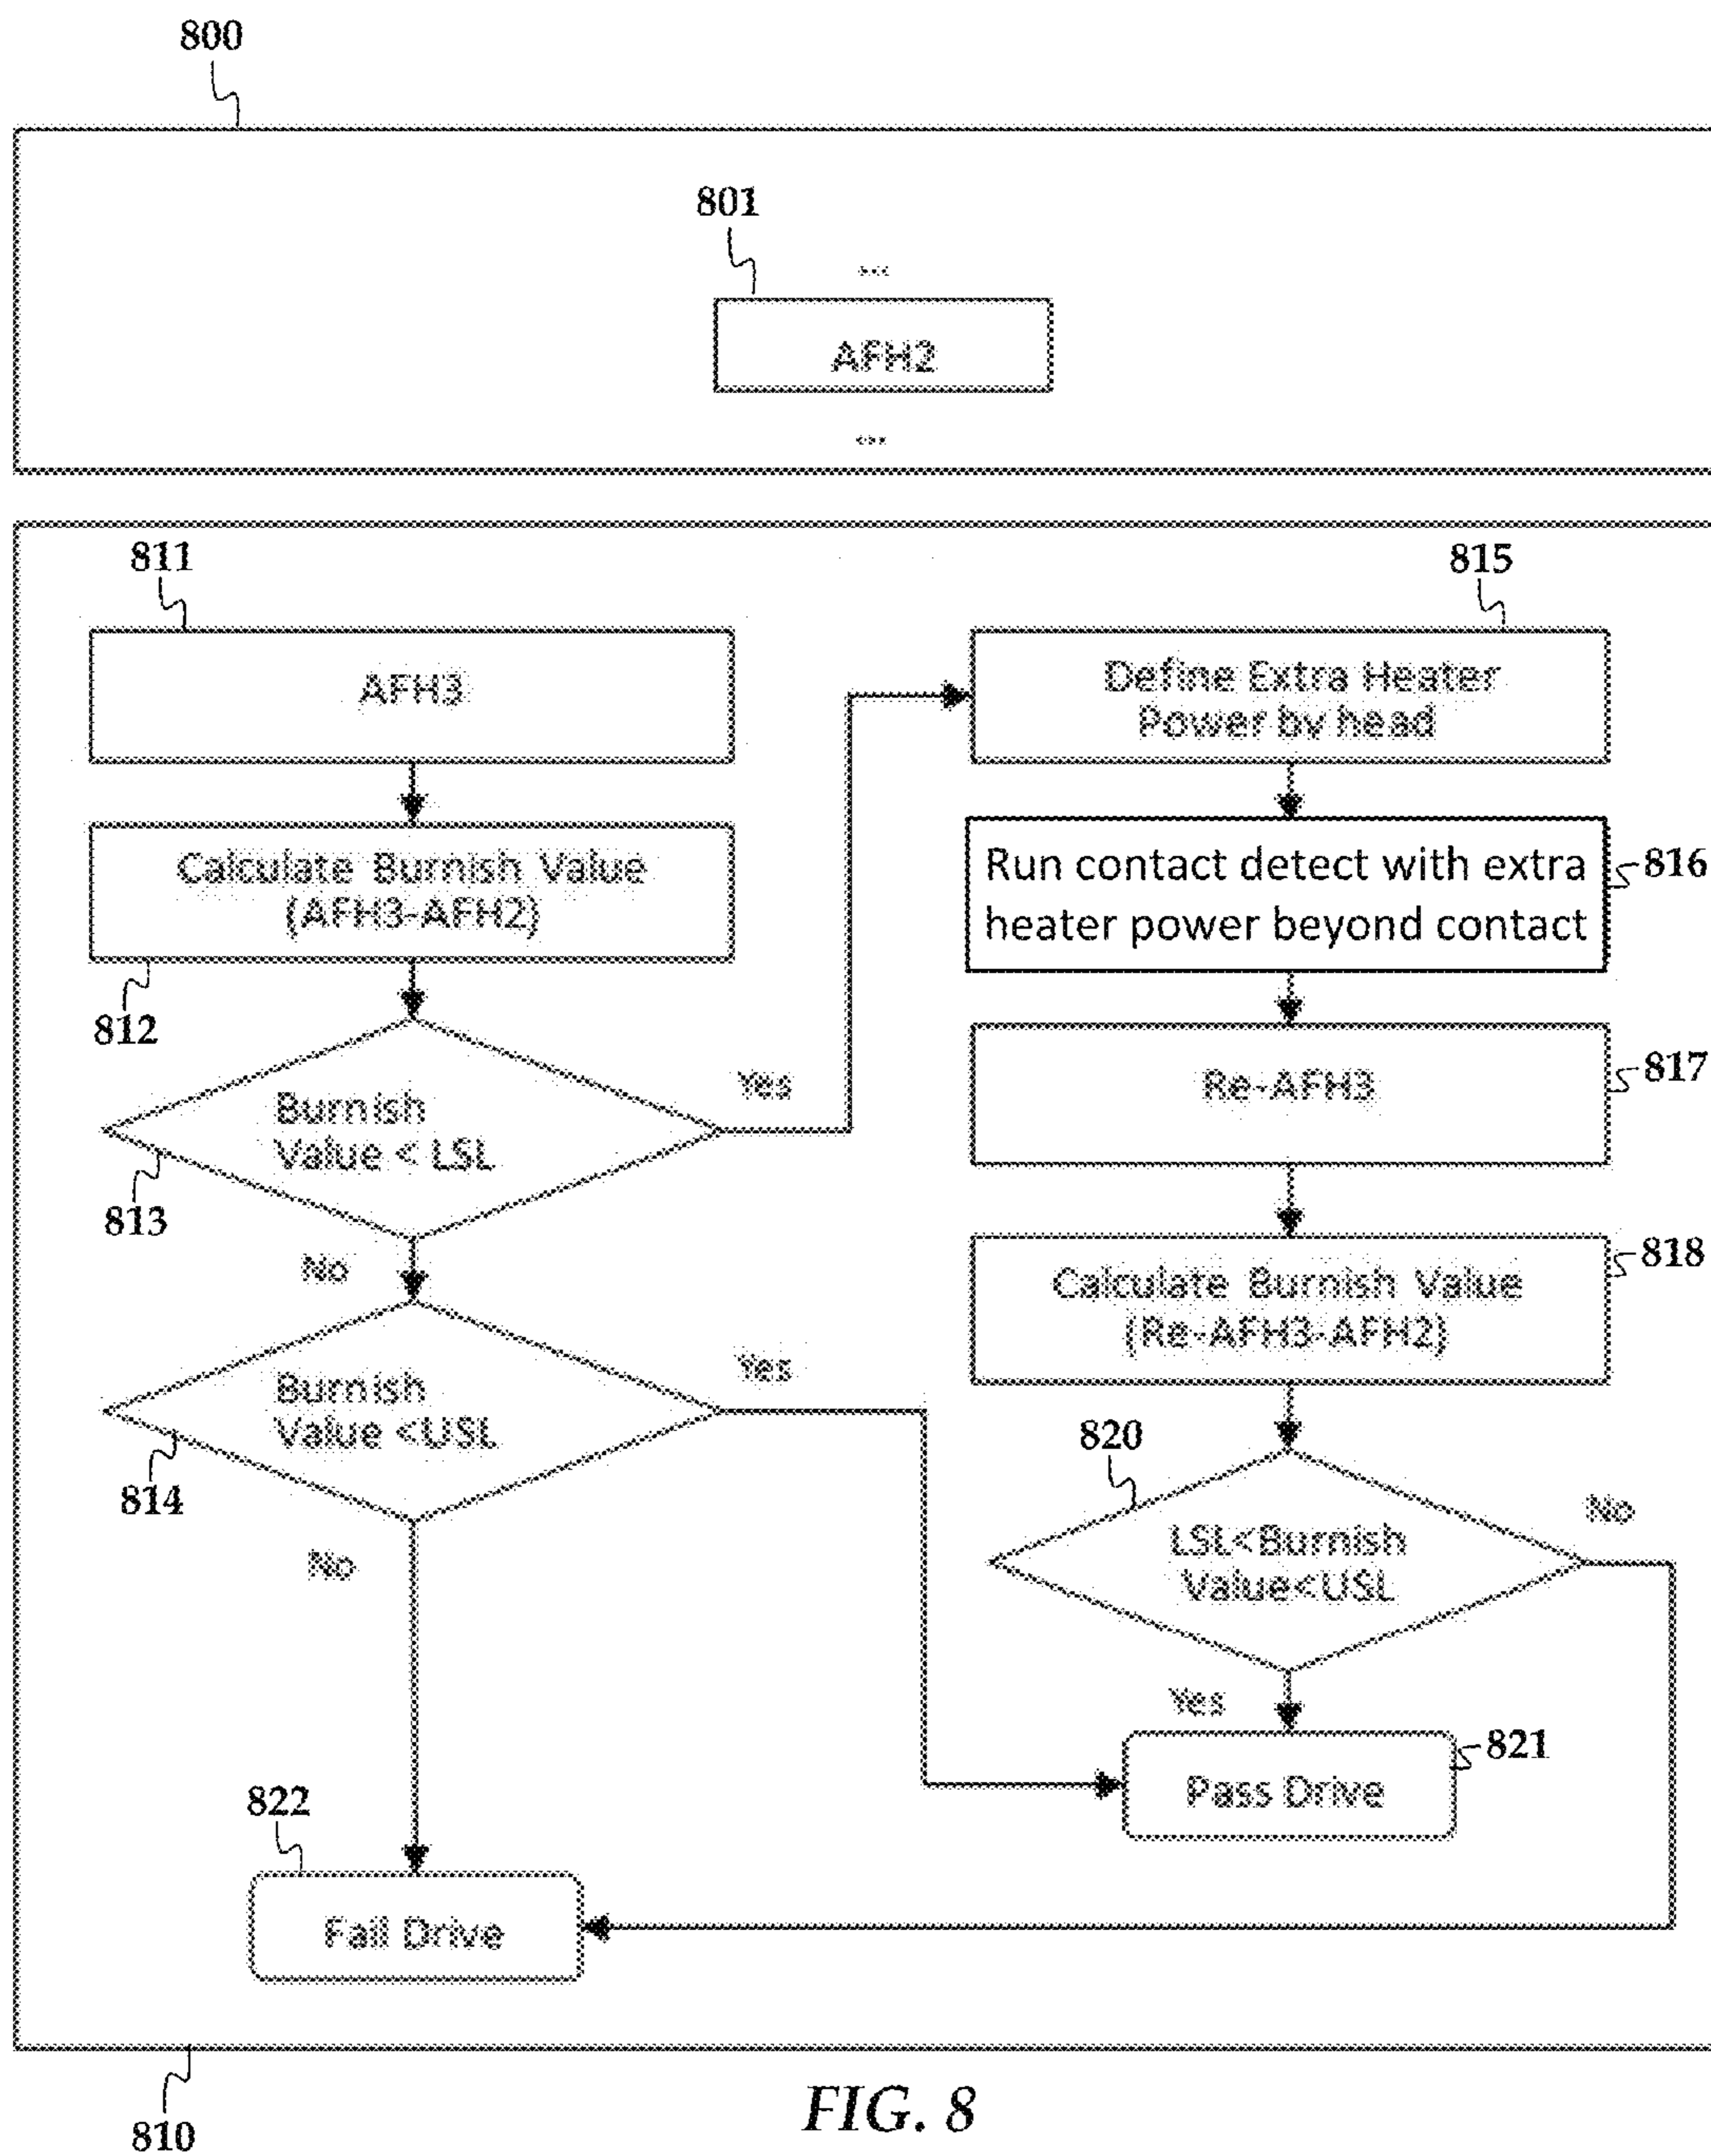 800
801
...
AFH2
...
811
AFH3
Calculate Burnish Value
(AFH3-AFH2)
812
Burnish
Value < LSL
Yes
813
No
Burnish
Value <USL
Yes
814
No
822
Fail Drive
815
Define Extra Heater
Power by head
Run contact detect with extra
heater power beyond contact
816
Re-AFH3
817
Calculate Burnish Value
(Re-AFH3-AFH2)
818
820
LSL<Burnish
Value<USL
No
Yes
Pass Drive
821
810
FIG. 8